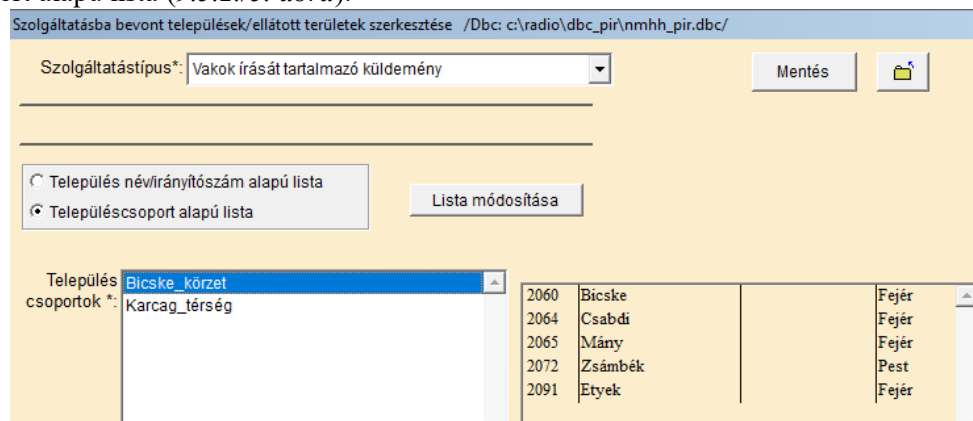 alapú lista (
Szolgáltatásba bevont települések/ellátott területek szerkesztése /Dbc: c:\radio\dbc_pir\nmhh_pir.dbc/
Szolgáltatástípus*: Vakok írását tartalmazó küldemény
Mentés
Település név/irányítószám alapú lista
Településcsoport alapú lista
Lista módosítása
Település csoportok *:
Bicske_körzet
Karcag_térség
2060 Bicske Fejér
2064 Csabdi Fejér
2065 Mány Fejér
2072 Zsámbék Pest
2091 Etyek Fejér